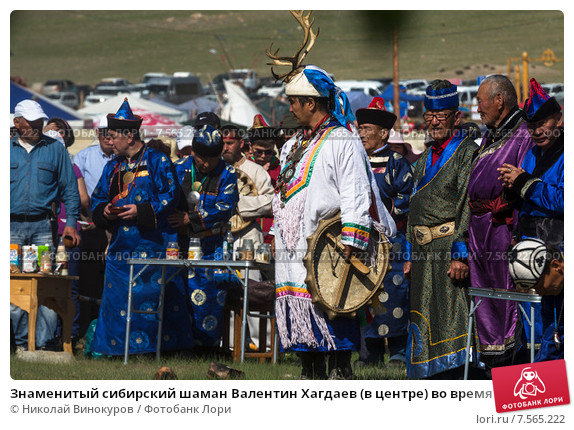 Знаменитый сибирский шаман Валентин Хагдаев (в центре) во время
© Николай Винокуров / Фотобанк Лори
ФОТОБАНК ЛОРИ
lori.ru/7.565.222